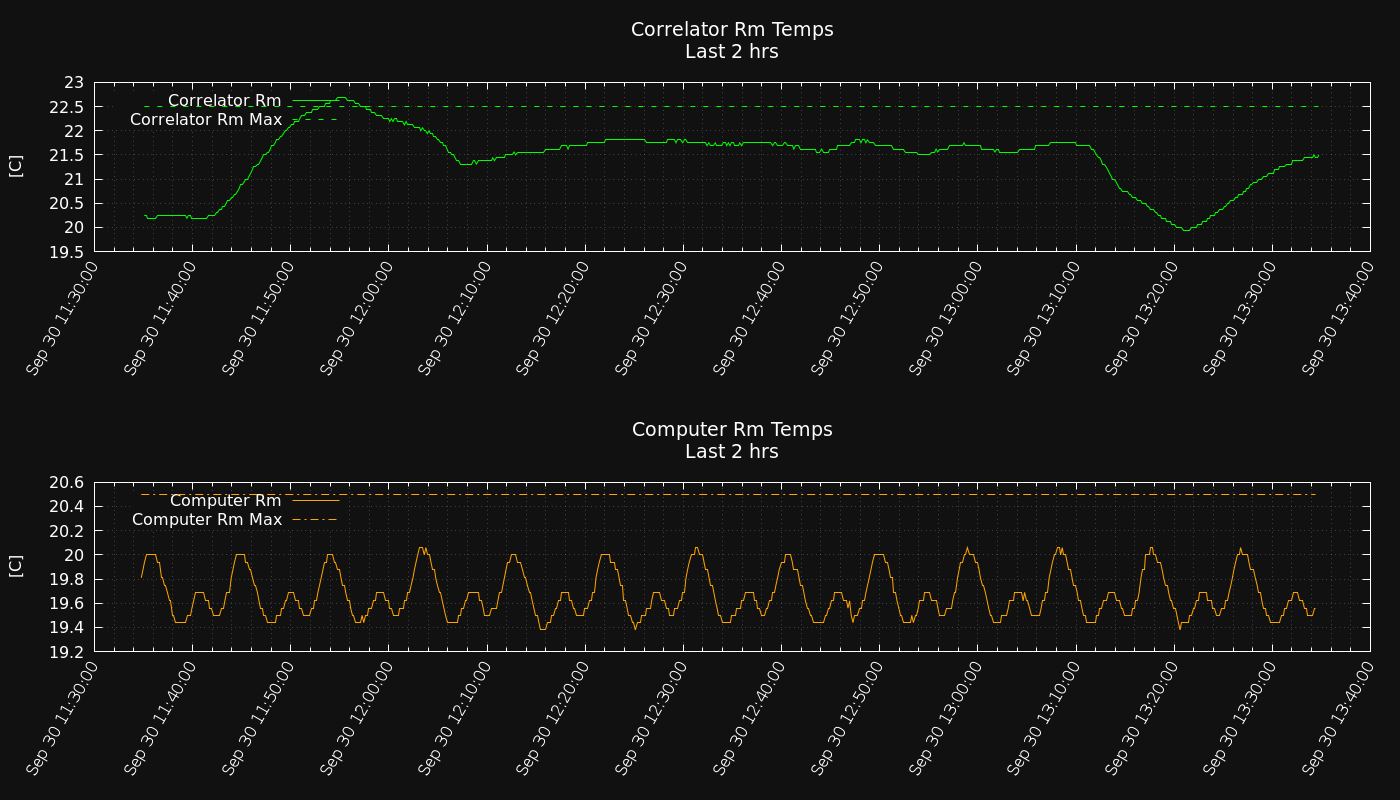 Correlator Rm Temps
Last 2 hrs
23
22.5
22
21.5
21
20.5
20
19.5
[C]
Correlator Rm
Correlator Rm Max
Sep 30 11:30:00
Sep 30 11:40:00
Sep 30 11:50:00
Sep 30 12:00:00
Sep 30 12:10:00
Sep 30 12:20:00
Sep 30 12:30:00
Sep 30 12:40:00
Sep 30 12:50:00
Sep 30 13:00:00
Sep 30 13:10:00
Sep 30 13:20:00
Sep 30 13:30:00
Sep 30 13:40:00
Computer Rm Temps
Last 2 hrs
20.6
20.4
20.2
20
19.8
19.6
19.4
19.2
[C]
Computer Rm
Computer Rm Max
Sep 30 11:30:00
Sep 30 11:40:00
Sep 30 11:50:00
Sep 30 12:00:00
Sep 30 12:10:00
Sep 30 12:20:00
Sep 30 12:30:00
Sep 30 12:40:00
Sep 30 12:50:00
Sep 30 13:00:00
Sep 30 13:10:00
Sep 30 13:20:00
Sep 30 13:30:00
Sep 30 13:40:00